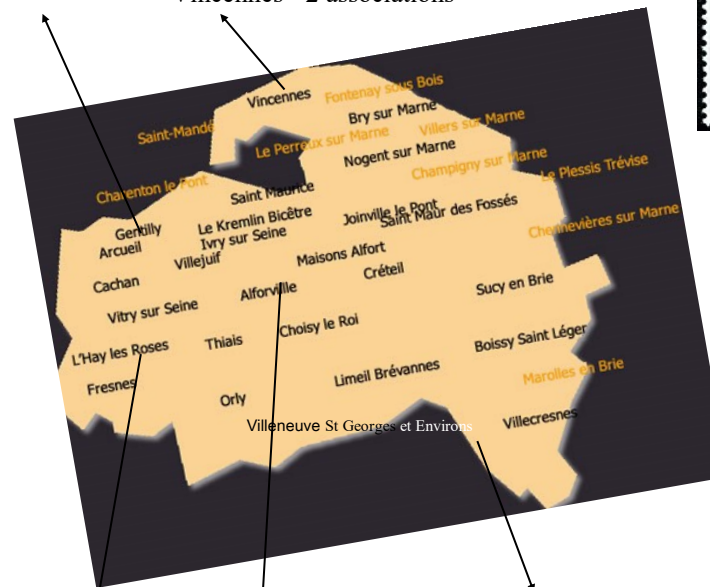 Vincennes - 2 associations
Vincennes
Fontenay sous Bois
Bry sur Marne
Saint-Mandé
Villers sur Marne
Le Perreux sur Marne
Nogent sur Marne
Champigny sur Marne
Le Plessis Trévise
Charenton le Pont
Saint Maurice
Joinville le Pont
Saint Maur des Fossés
Chennevières sur Marne
Gentilly
Le Kremlin Bicêtre
Arcueil
Ivry sur Seine
Villejuif
Maisons Alfort
Créteil
Cachan
Alforville
Sucy en Brie
Vitry sur Seine
Choisy le Roi
L'Hay les Roses
Thiais
Boissy Saint Léger
Fresnes
Limeil Brévannes
Marolles en Brie
Orly
Villeneuve St Georges et Environs
Villecresnes